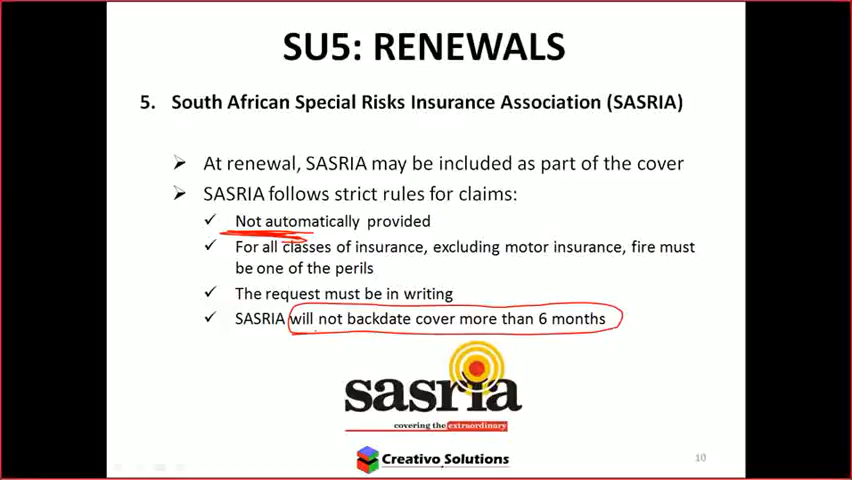 SU5: RENEWALS
5. South African Special Risks Insurance Association (SASRIA)
➢ At renewal, SASRIA may be included as part of the cover
➢ SASRIA follows strict rules for claims:
✓ Not automatically provided
✓ For all classes of insurance, excluding motor insurance, fire must
be one of the perils
✓ The request must be in writing
✓ SASRIA will not backdate cover more than 6 months
sasria
covering the extraordinary
Creativo Solutions
10